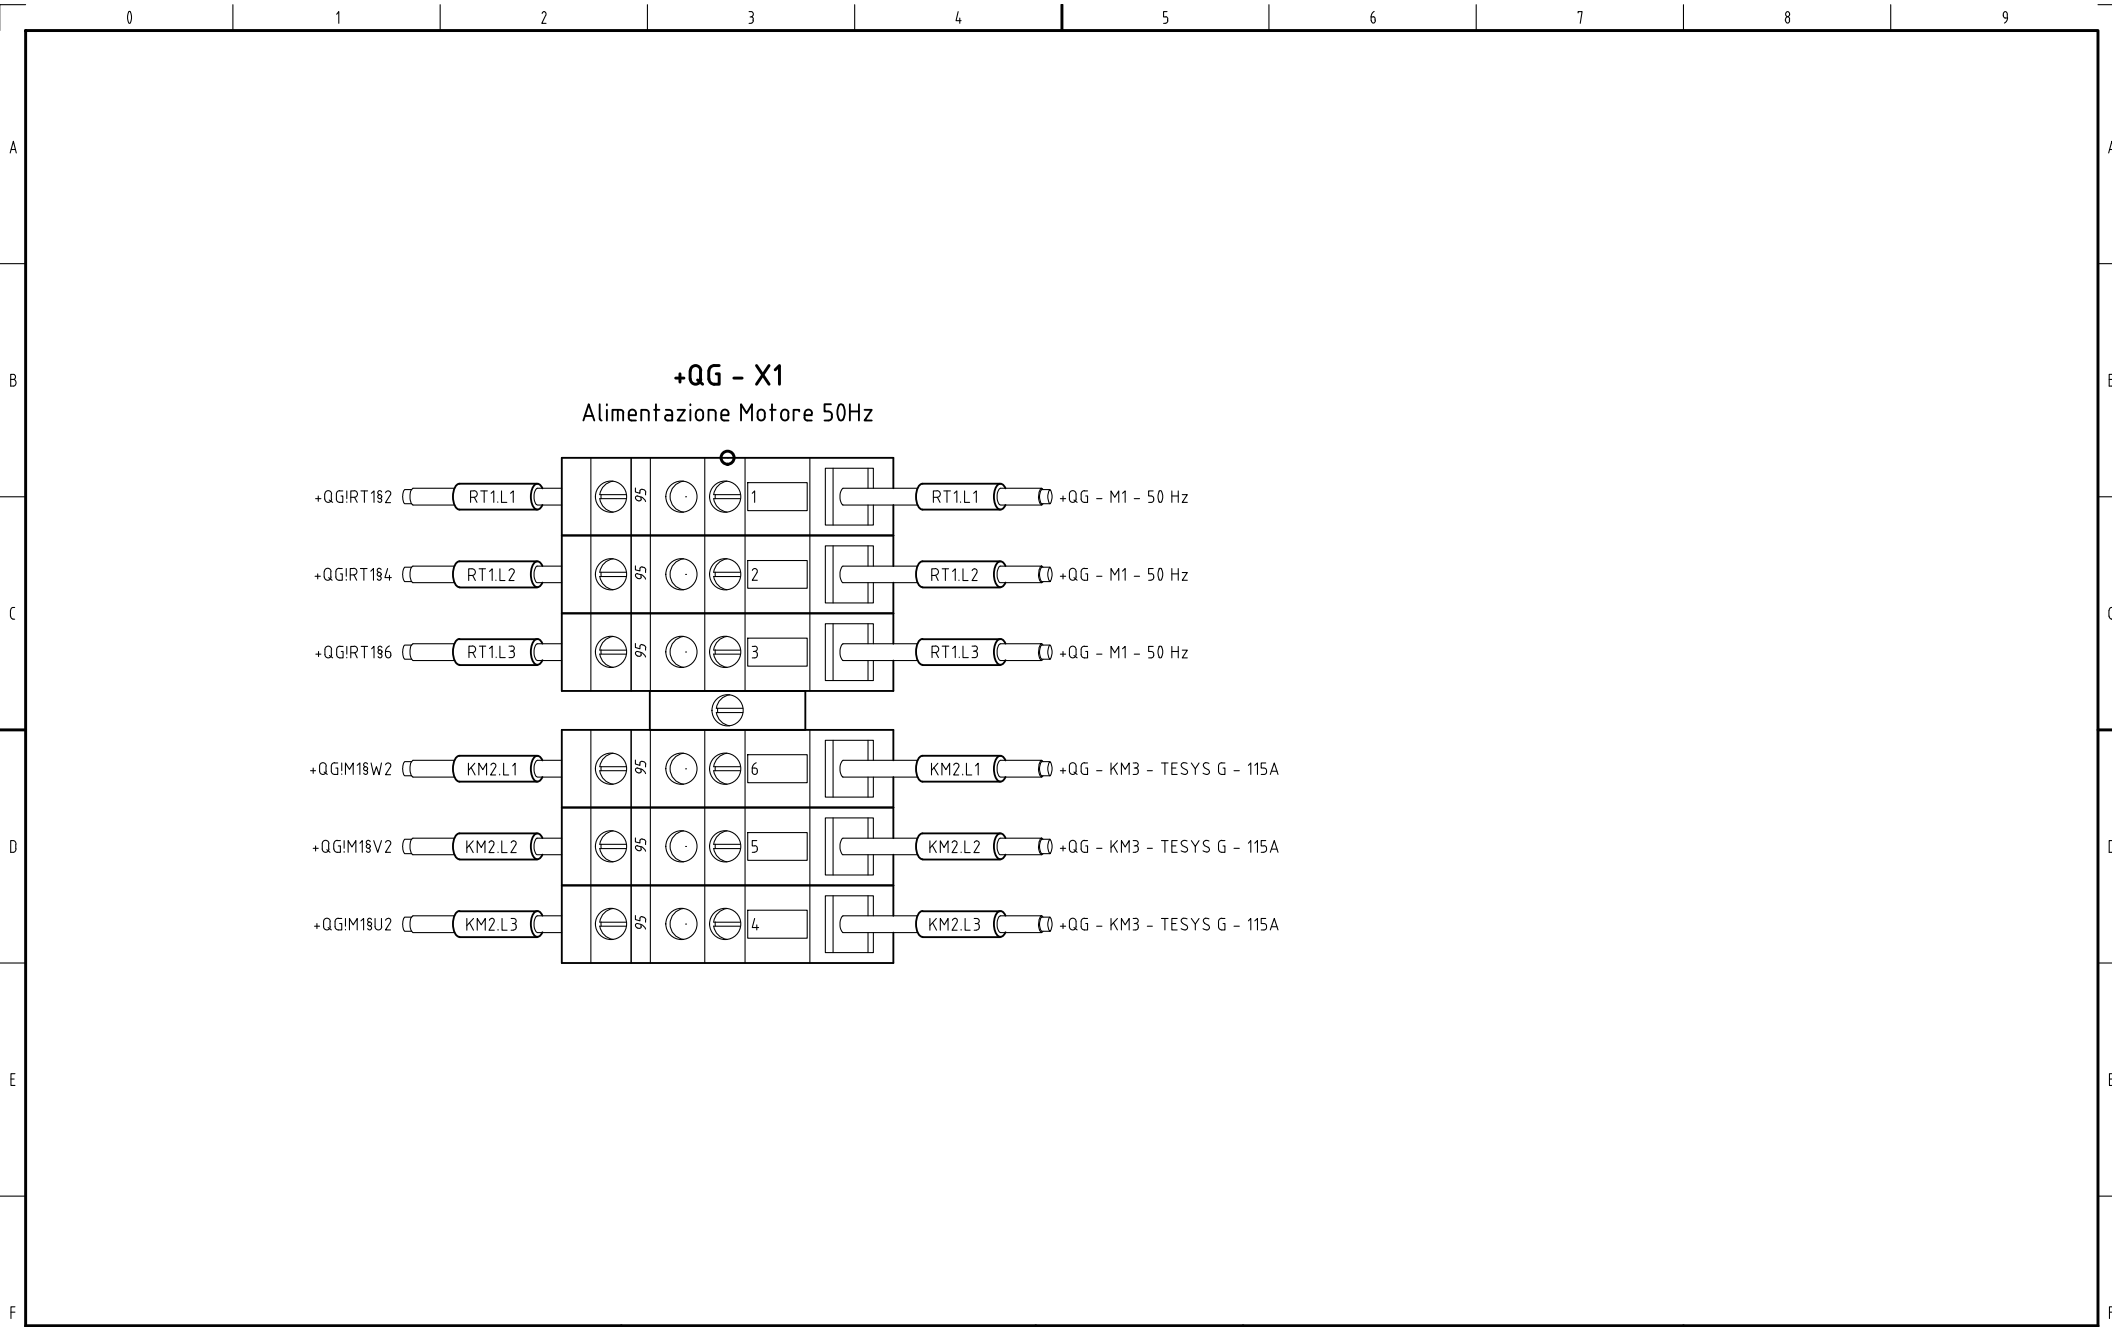 0 1 2 3 4 5 6 7 8 9
A
B
+QG - X1
Alimentazione Motore 50Hz
+QG!RT1§2 RT1.L1 95 1 RT1.L1 +QG - M1 - 50 Hz
+QG!RT1§4 RT1.L2 95 2 RT1.L2 +QG - M1 - 50 Hz
C
+QG!RT1§6 RT1.L3 95 3 RT1.L3 +QG - M1 - 50 Hz
+QG!M1§W2 KM2.L1 95 6 KM2.L1 +QG - KM3 - TESYS G - 115A
D +QG!M1§V2 KM2.L2 95 5 KM2.L2 +QG - KM3 - TESYS G - 115A
+QG!M1§U2 KM2.L3 95 4 KM2.L3 +QG - KM3 - TESYS G - 115A
E
F